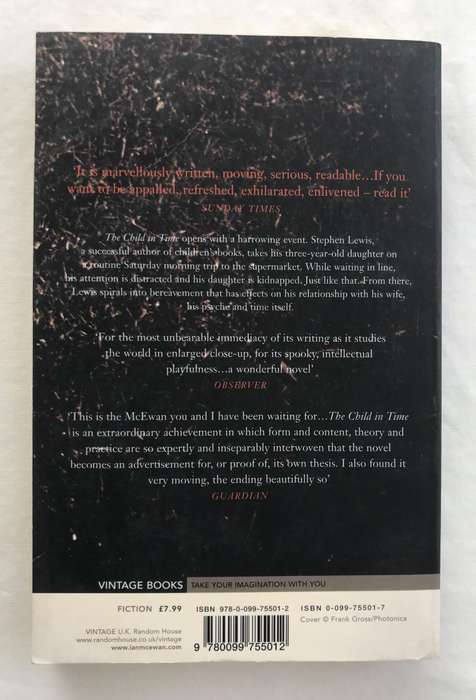 ‘It is marvellously written, moving, serious, readable…If you
want to be appalled, refreshed, exhilarated, enlivened – read it’
SUNDAY TIMES
The Child in Time opens with a harrowing event. Stephen Lewis,
a successful author of children's books, takes his three-year-old daughter on
a routine Saturday morning trip to the supermarket. While waiting in line,
his attention is distracted and his daughter is kidnapped. Just like that. From there,
Lewis spirals into bereavement that has effects on his relationship with his wife,
his psyche and time itself.
‘For the most unbearable immediacy of its writing as it studies
the world in enlarged close-up, for its spooky, intellectual
playfulness…a wonderful novel’
OBSERVER
‘This is the McEwan you and I have been waiting for…The Child in Time
is an extraordinary achievement in which form and content, theory and
practice are so expertly and inseparably interwoven that the novel
becomes an advertisement for, or proof of, its own thesis. I also found it
very moving, the ending beautifully so’
GUARDIAN
VINTAGE BOOKS TAKE YOUR IMAGINATION WITH YOU
FICTION £7.99 ISBN 978-0-099-75501-2 ISBN 0-099-75501-7
Cover © Frank Gross/Photonica
VINTAGE U.K. Random House
www.randomhouse.co.uk/vintage
www.ianmcewan.com
9 780099 755012